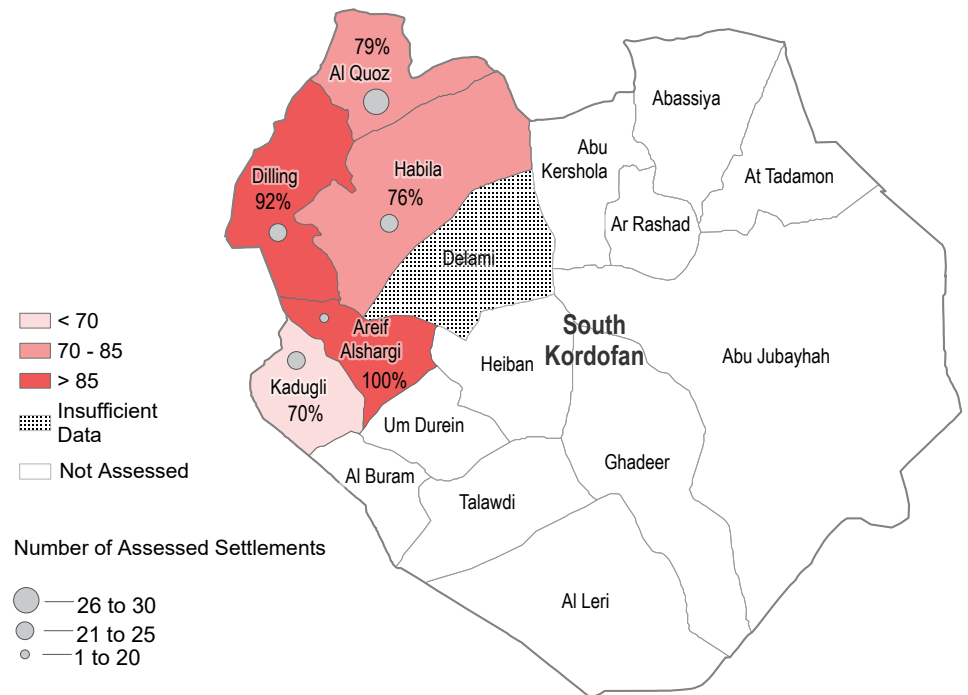 79%
Al Quoz
Abassiya
Abu
Kershola
At Tadamon
Dilling
92%
Habila
76%
Ar Rashad
Delami
< 70
70 - 85
> 85
Insufficient
Data
Not Assessed
Areif
Alshargi
100%
South
Kordofan
Heiban
Abu Jubayhah
Kadugli
70%
Um Durein
Al Buram
Ghadeer
Talawdi
Al Leri
Number of Assessed Settlements
26 to 30
21 to 25
1 to 20